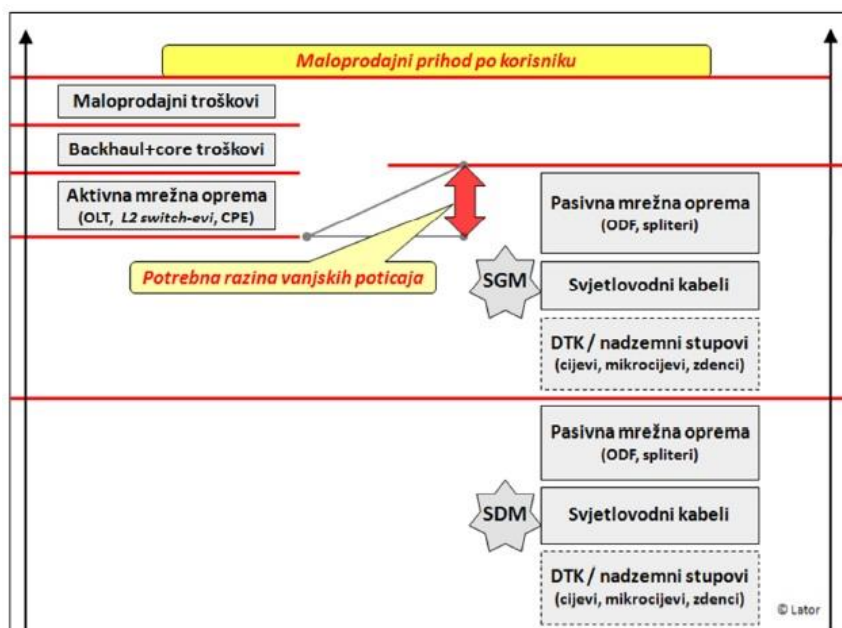 Maloprodajni prihod po korisniku
Maloprodajni troškovi
Backhaul+core troškovi
Aktivna mrežna oprema
(OLT, L2 switch-evi, CPE)
Potrebna razina vanjskih poticaja
Pasivna mrežna oprema
(ODF, spliteri)
SGM
Svjetlovodni kabeli
DTK / nadzemni stupovi
(cijevi, mikrocijevi, zdenci)
Pasivna mrežna oprema
(ODF, spliteri)
SDM
Svjetlovodni kabeli
DTK / nadzemni stupovi
(cijevi, mikrocijevi, zdenci)
© Lator